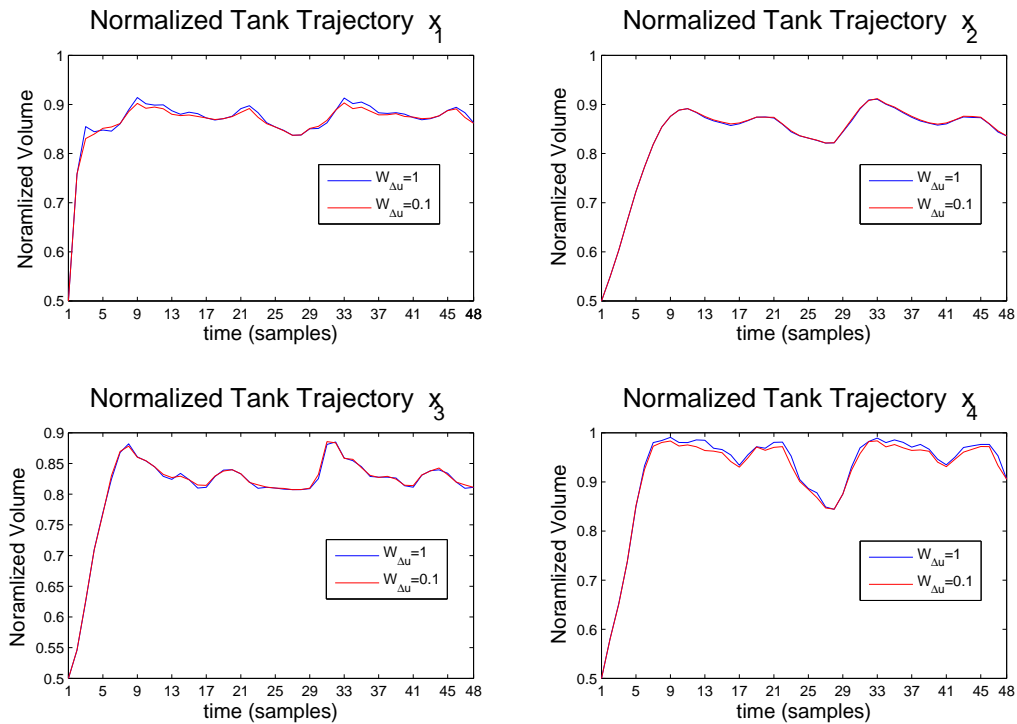 Normalized Tank Trajectory x1
Noramlized Volume
1
0.9
0.8
0.7
0.6
0.5
WΔu=1
WΔu=0.1
1 5 9 13 17 21 25 29 33 37 41 45 48
time (samples)
Normalized Tank Trajectory x2
Noramlized Volume
1
0.9
0.8
0.7
0.6
0.5
WΔu=1
WΔu=0.1
1 5 9 13 17 21 25 29 33 37 41 45 48
time (samples)
Normalized Tank Trajectory x3
Noramlized Volume
0.9
0.85
0.8
0.75
0.7
0.65
0.6
0.55
0.5
WΔu=1
WΔu=0.1
1 5 9 13 17 21 25 29 33 37 41 45 48
time (samples)
Normalized Tank Trajectory x4
Noramlized Volume
1
0.9
0.8
0.7
0.6
0.5
WΔu=1
WΔu=0.1
1 5 9 13 17 21 25 29 33 37 41 45 48
time (samples)